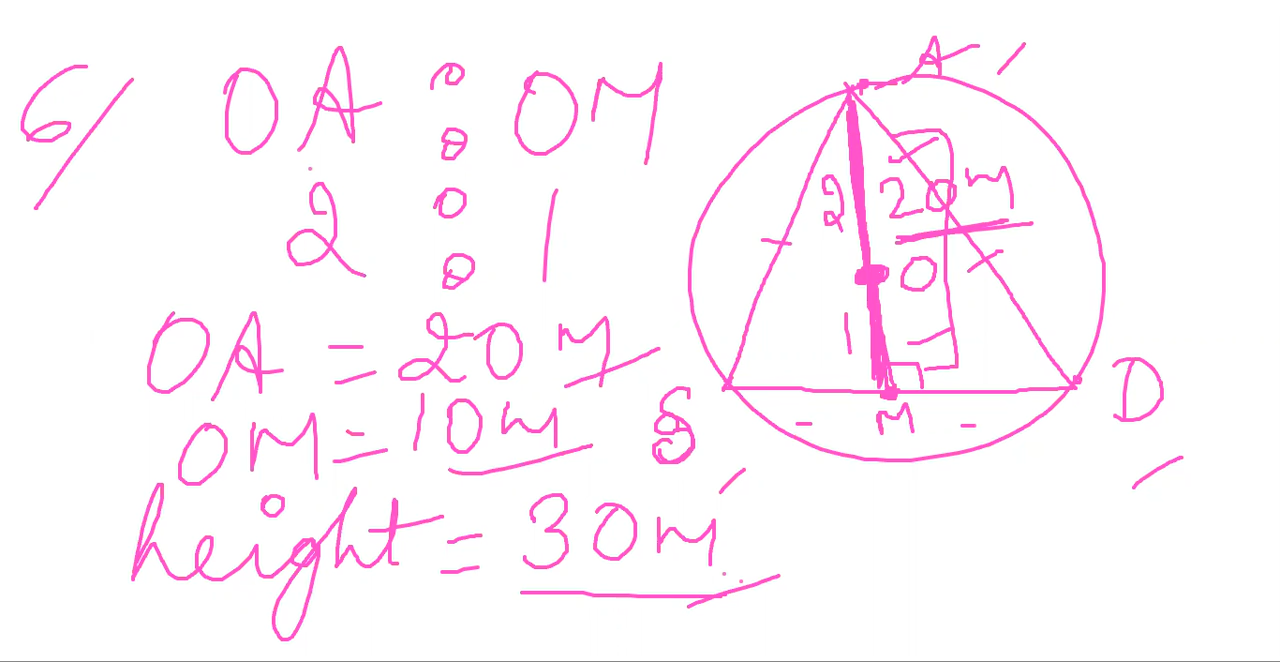 6/ OA : OM
2 : 1
OA = 20m
OM = 10m
height = 30m
A
2 20m
O
1
S M D